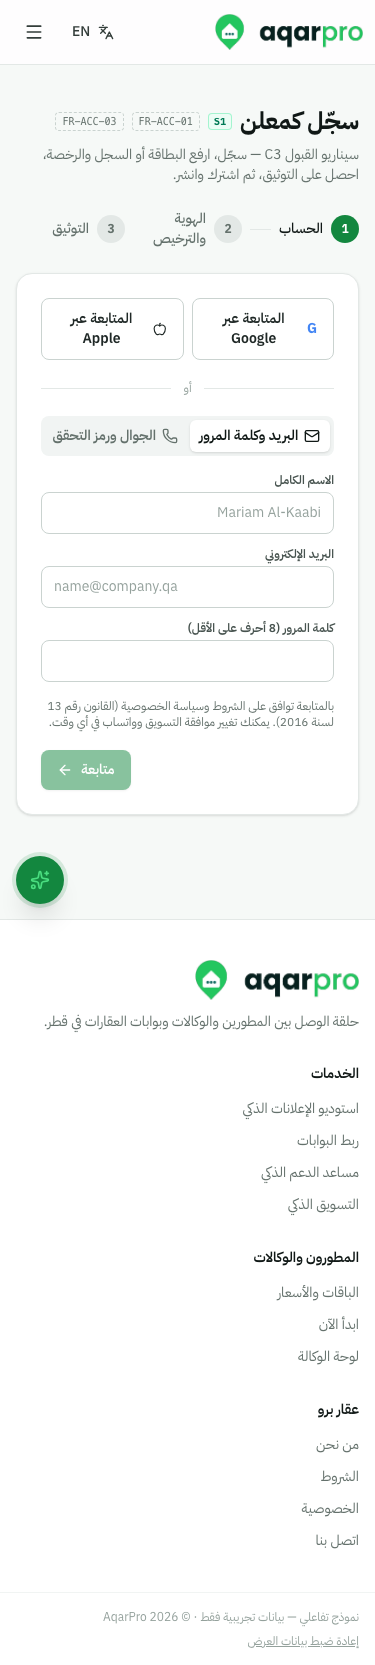 aqarpro
EN
سجّل كمعلن S1 FR-ACC-01 FR-ACC-03
سيناريو القبول C3 — سجّل، ارفع البطاقة أو السجل والرخصة،
احصل على التوثيق، ثم اشترك وانشر.
1 الحساب
2 الهوية والترخيص
3 التوثيق
المتابعة عبر Google
المتابعة عبر Apple
أو
البريد وكلمة المرور
الجوال ورمز التحقق
الاسم الكامل
Mariam Al-Kaabi
البريد الإلكتروني
name@company.qa
كلمة المرور (8 أحرف على الأقل)
بالمتابعة توافق على الشروط وسياسة الخصوصية (القانون رقم 13
لسنة 2016). يمكنك تغيير موافقة التسويق وواتساب في أي وقت.
متابعة
aqarpro
حلقة الوصل بين المطورين والوكالات وبوابات العقارات في قطر.
الخدمات
استوديو الإعلانات الذكي
ربط البوابات
مساعد الدعم الذكي
التسويق الذكي
المطورون والوكالات
الباقات والأسعار
ابدأ الآن
لوحة الوكالة
عقار برو
من نحن
الشروط
الخصوصية
اتصل بنا
نموذج تفاعلي — بيانات تجريبية فقط · © 2026 AqarPro
إعادة ضبط بيانات العرض